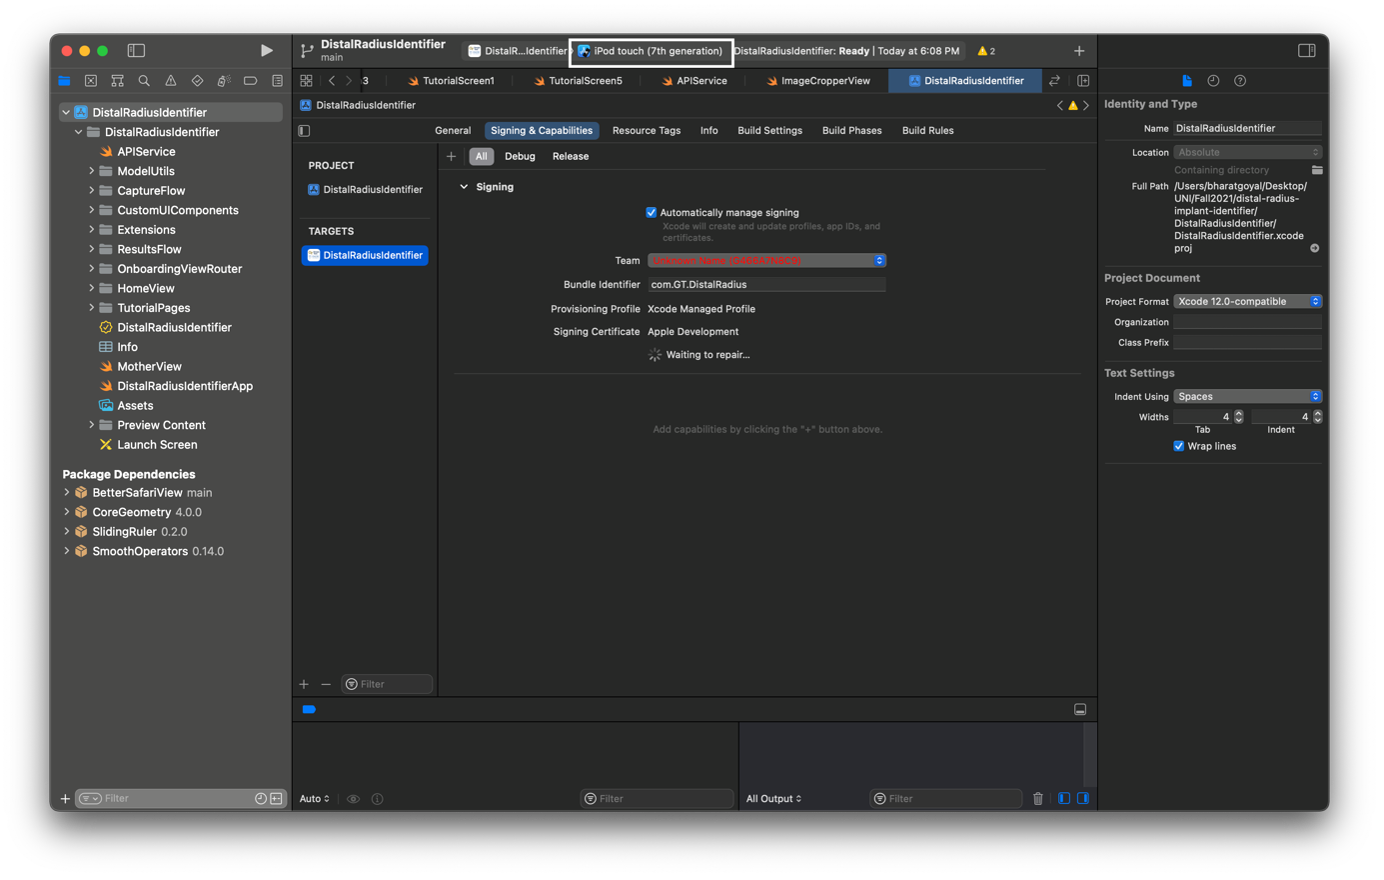 DistalRadiusIdentifier
main
DistalR...Identifier
iPod touch (7th generation)
DistalRadiusIdentifier: Ready | Today at 6:08 PM
2
3
TutorialScreen1
TutorialScreen5
APIService
ImageCropperView
DistalRadiusIdentifier
DistalRadiusIdentifier
General
Signing & Capabilities
Resource Tags
Info
Build Settings
Build Phases
Build Rules
DistalRadiusIdentifier
DistalRadiusIdentifier
APIService
ModelUtils
CaptureFlow
CustomUIComponents
Extensions
ResultsFlow
OnboardingViewRouter
HomeView
TutorialPages
DistalRadiusIdentifier
Info
MotherView
DistalRadiusIdentifierApp
Assets
Preview Content
Launch Screen
Package Dependencies
BetterSafariView main
CoreGeometry 4.0.0
SlidingRuler 0.2.0
SmoothOperators 0.14.0
Filter
PROJECT
DistalRadiusIdentifier
TARGETS
DistalRadiusIdentifier
Filter
All
Debug
Release
Signing
Automatically manage signing
Xcode will create and update profiles, app IDs, and
certificates.
Team
Unknown Name
Bundle Identifier com.GT.DistalRadius
Provisioning Profile Xcode Managed Profile
Signing Certificate Apple Development
Waiting to repair...
Add capabilities by clicking the "+" button above.
Auto
Filter
All Output
Filter
Identity and Type
Name DistalRadiusIdentifier
Location Absolute
Containing directory
Full Path /Users/bharatgoyal/Desktop/
UNI/Fall2021/distal-radius-
implant-identifier/
DistalRadiusIdentifier/
DistalRadiusIdentifier.xcode
proj
Project Document
Project Format Xcode 12.0-compatible
Organization
Class Prefix
Text Settings
Indent Using Spaces
Widths 4 4
Tab Indent
Wrap lines